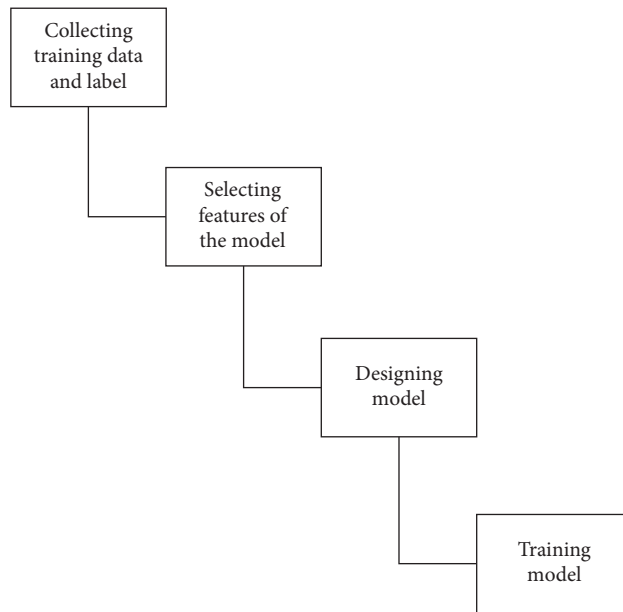 Collecting
training data
and label
Selecting
features of
the model
Designing
model
Training
model